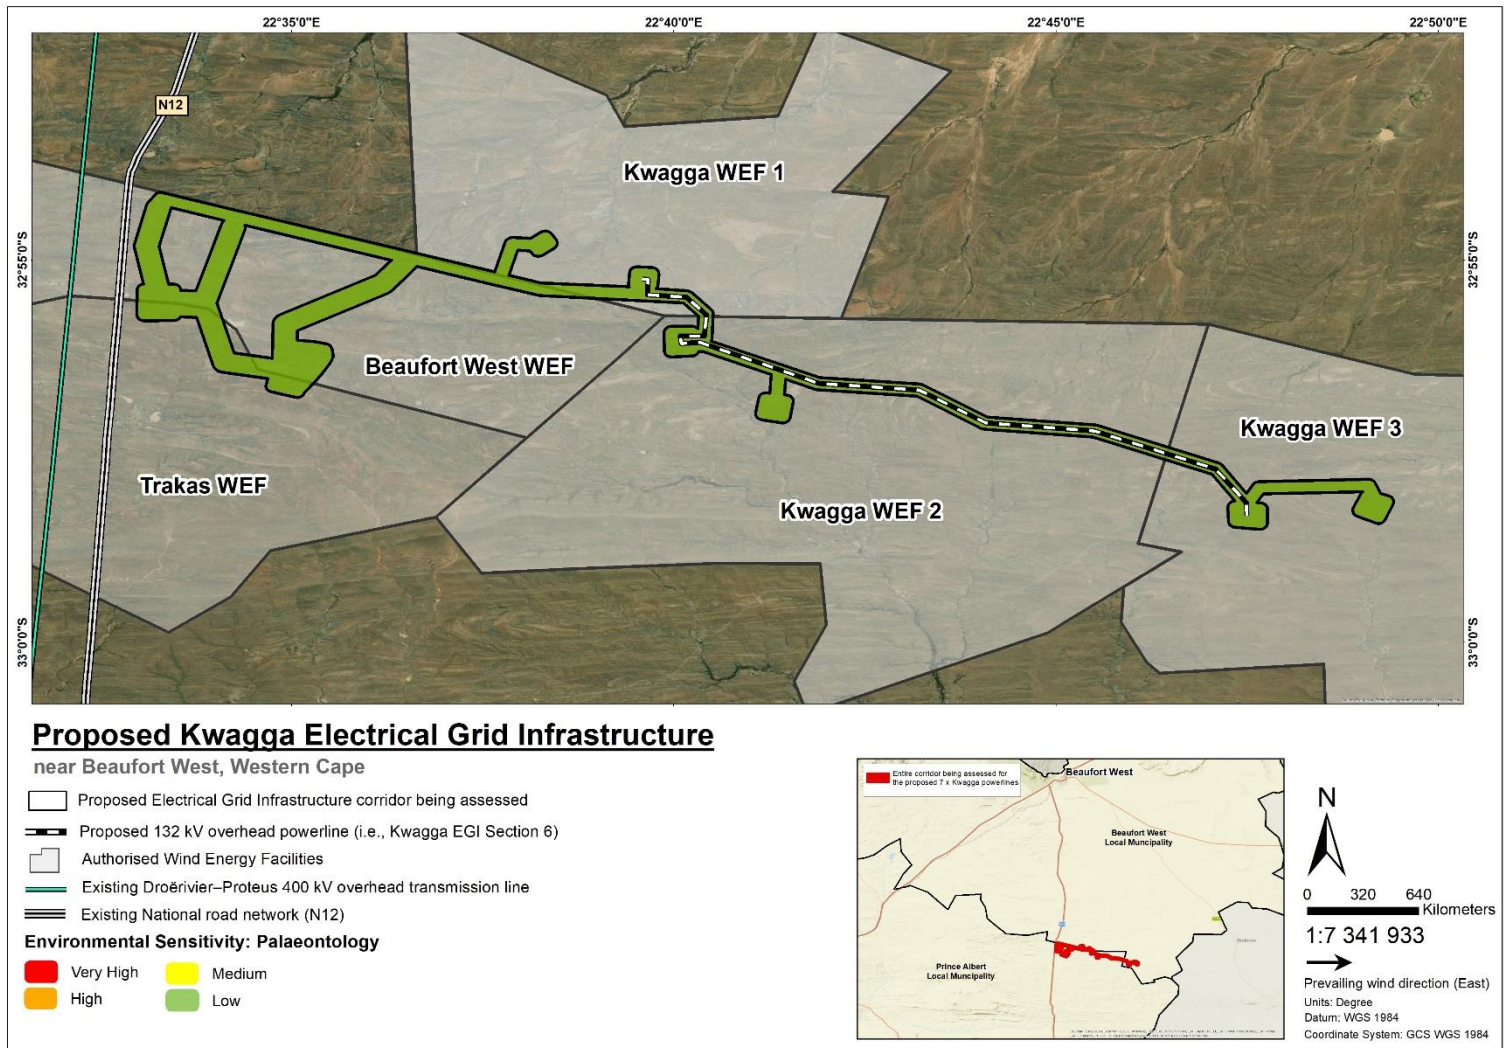 22°35'0"E
22°40'0"E
22°45'0"E
22°50'0"E
N12
Kwagga WEF 1
32°55'0"S
32°55'0"S
Beaufort West WEF
Kwagga WEF 3
Trakas WEF
Kwagga WEF 2
33°0'0"S
33°0'0"S
Proposed Kwagga Electrical Grid Infrastructure
near Beaufort West, Western Cape
Proposed Electrical Grid Infrastructure corridor being assessed
Proposed 132 kV overhead powerline (i.e., Kwagga EGI Section 6)
Authorised Wind Energy Facilities
Existing Droërivier–Proteus 400 kV overhead transmission line
Existing National road network (N12)
Environmental Sensitivity: Palaeontology
Very High
Medium
High
Low
Entire corridor being assessed for
the proposed 7 x Kwagga powerlines
Beaufort West
Beaufort West
Local Muncipality
Prince Albert
Local Muncipality
N
0 320 640
Kilometers
1:7 341 933
Prevailing wind direction (East)
Units: Degree
Datum: WGS 1984
Coordinate System: GCS WGS 1984